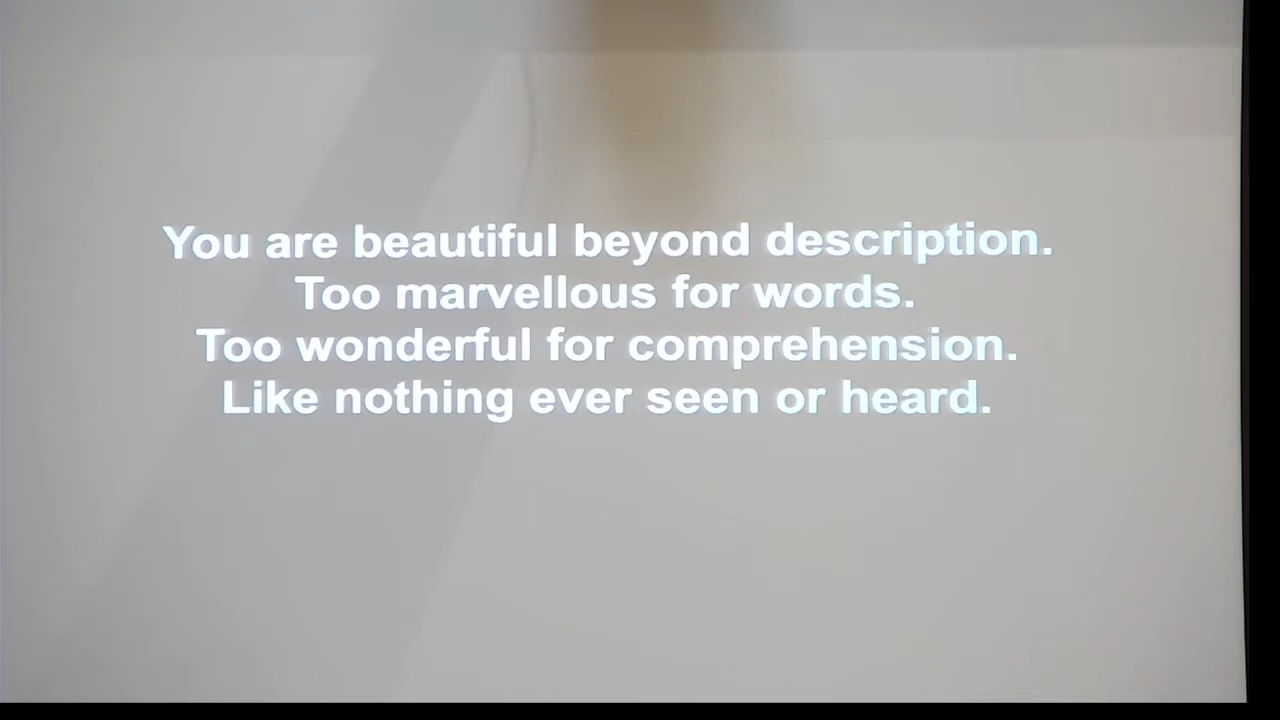 You are beautiful beyond description.
Too marvellous for words.
Too wonderful for comprehension.
Like nothing ever seen or heard.